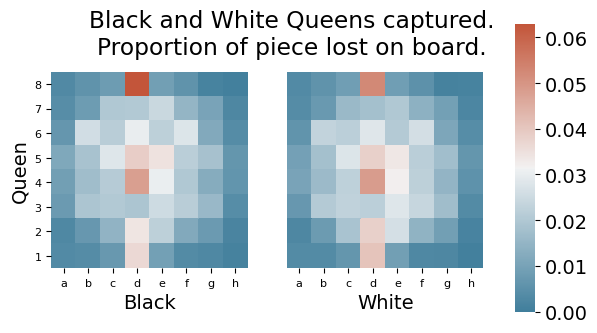 Black and White Queens captured.
Proportion of piece lost on board.
Queen
8
7
6
5
4
3
2
1
a b c d e f g h
Black
a b c d e f g h
White
0.06
0.05
0.04
0.03
0.02
0.01
0.00